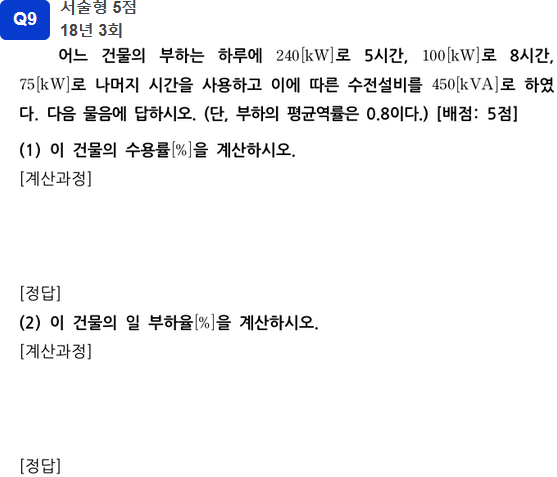 Q9
서술형 5점
18년 3회
어느 건물의 부하는 하루에 240[kW]로 5시간, 100[kW]로 8시간,
75[kW]로 나머지 시간을 사용하고 이에 따른 수전설비를 450[kVA]로 하였
다. 다음 물음에 답하시오. (단, 부하의 평균역률은 0.8이다.) [배점: 5점]
(1) 이 건물의 수용률[%]을 계산하시오.
[계산과정]
[정답]
(2) 이 건물의 일 부하율[%]을 계산하시오.
[계산과정]
[정답]